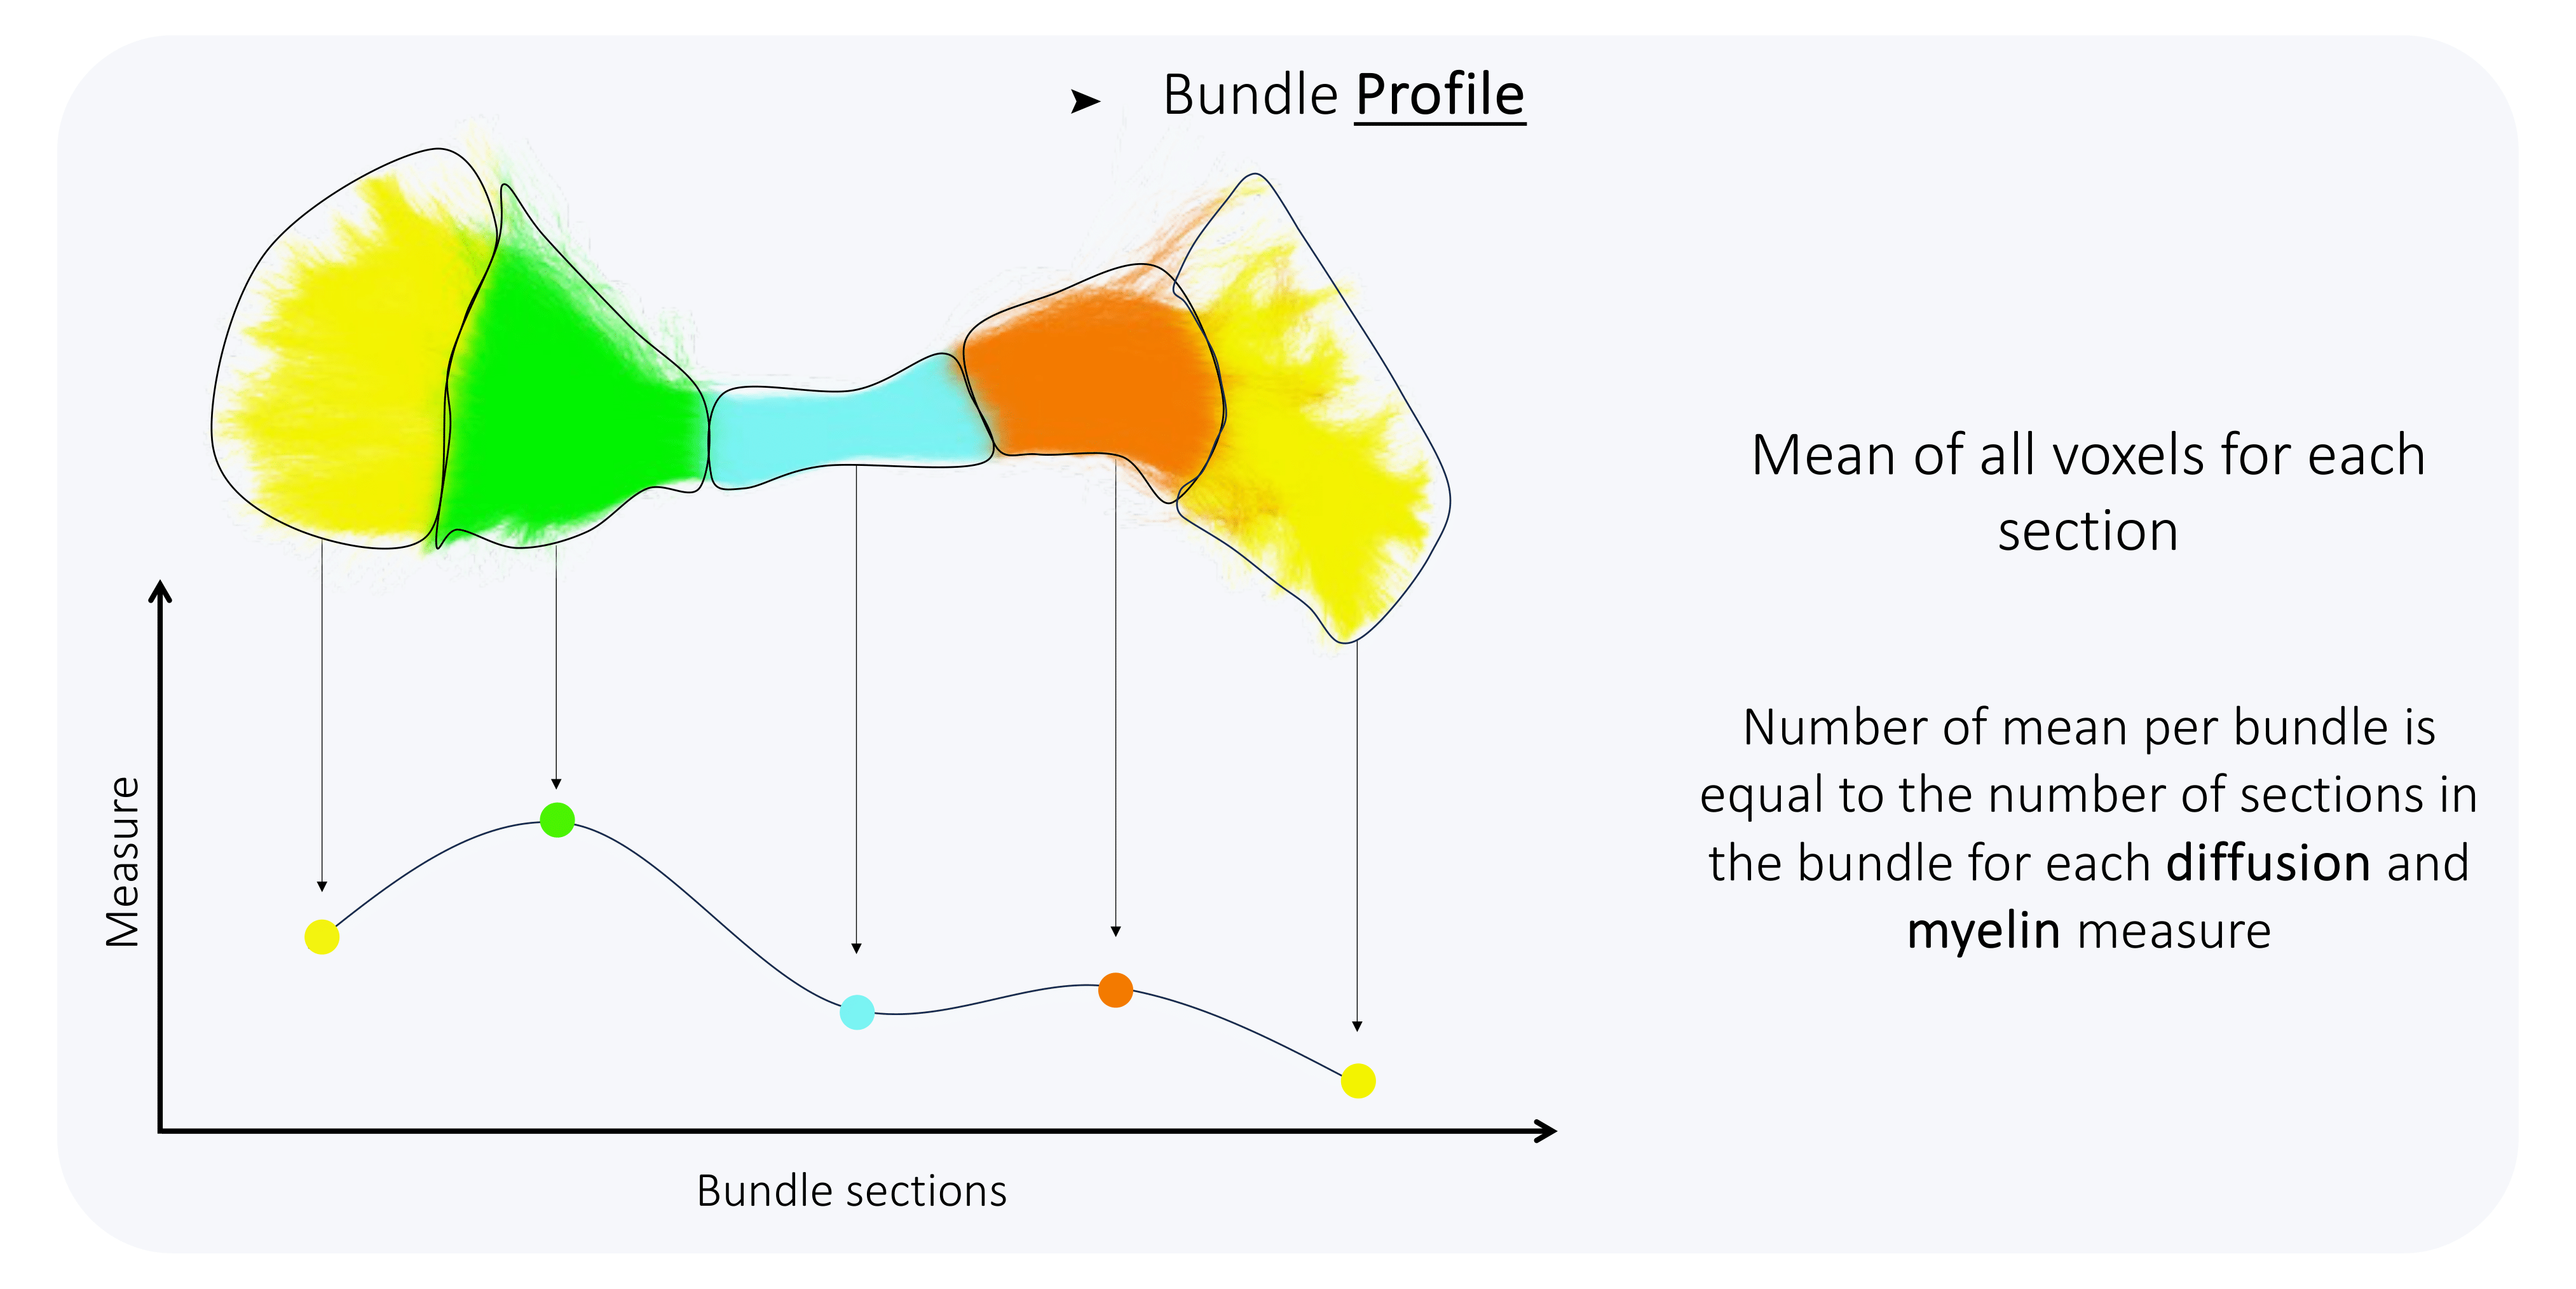 ➤ Bundle Profile
Mean of all voxels for each
section
Number of mean per bundle is
equal to the number of sections in
the bundle for each diffusion and
myelin measure
Measure
Bundle sections